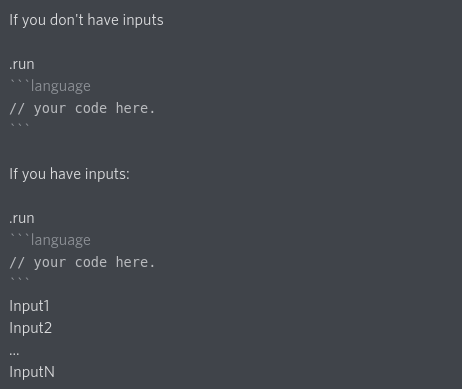 If you don't have inputs
.run
```language
// your code here.
```
If you have inputs:
.run
```language
// your code here.
```
Input1
Input2
...
InputN